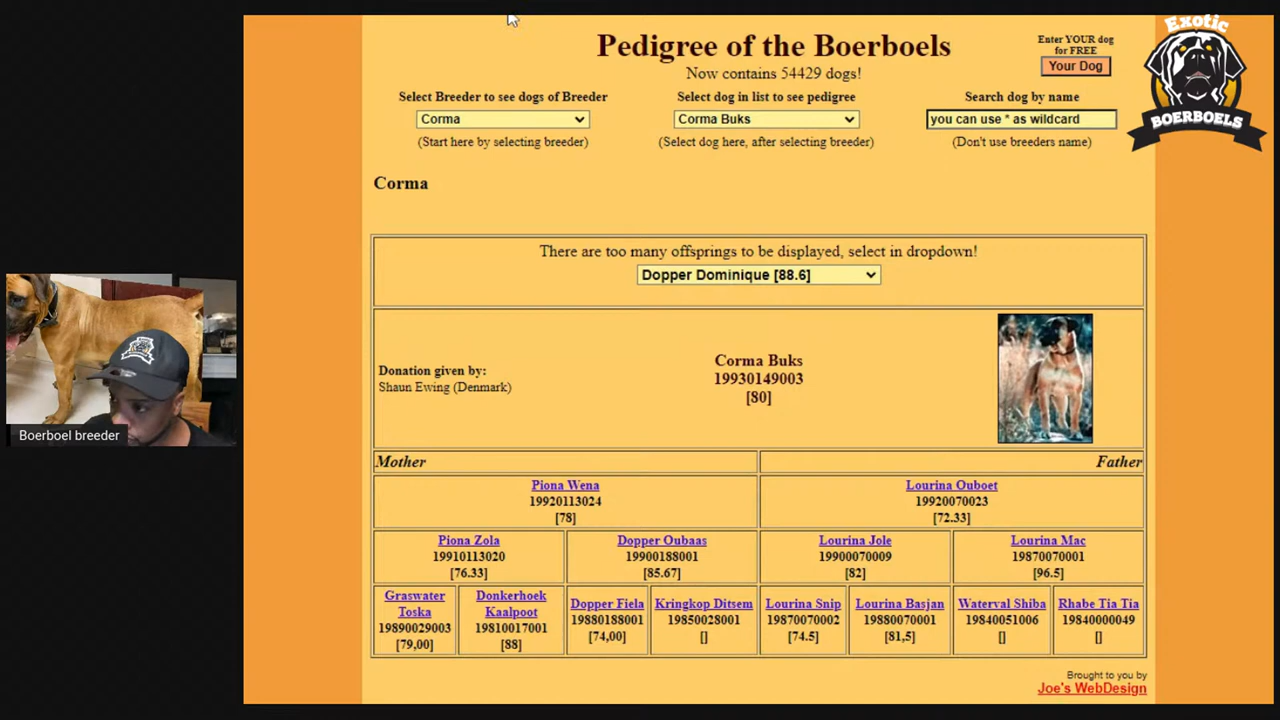 Pedigree of the Boerboels
Now contains 54429 dogs!
Enter YOUR dog
for FREE
Your Dog
Exotic
BOERBOELS
Select Breeder to see dogs of Breeder
Corma
(Start here by selecting breeder)
Select dog in list to see pedigree
Corma Buks
(Select dog here, after selecting breeder)
Search dog by name
you can use * as wildcard
(Don't use breeders name)
Corma
There are too many offsprings to be displayed, select in dropdown!
Dopper Dominique [88.6]
Donation given by:
Shaun Ewing (Denmark)
Corma Buks
19930149003
[80]
Mother
Father
Piona Wena
19920113024
[78]
Lourina Ouboet
19920070023
[72.33]
Piona Zola
19910113020
[76.33]
Dopper Oubaas
19900188001
[85.67]
Lourina Jole
19900070009
[82]
Lourina Mac
19870070001
[96.5]
Graswater
Toska
19890029003
[79,00]
Donkerhoek
Kaalpoot
19810017001
[88]
Dopper Fiela
19880188001
[74,00]
Kringkop Ditsem
19850028001
[]
Lourina Snip
19870070002
[74.5]
Lourina Basjan
19880070001
[81,5]
Waterval Shiba
19840051006
[]
Rhabe Tia Tia
19840000049
[]
Brought to you by
Joe's WebDesign
Boerboel breeder